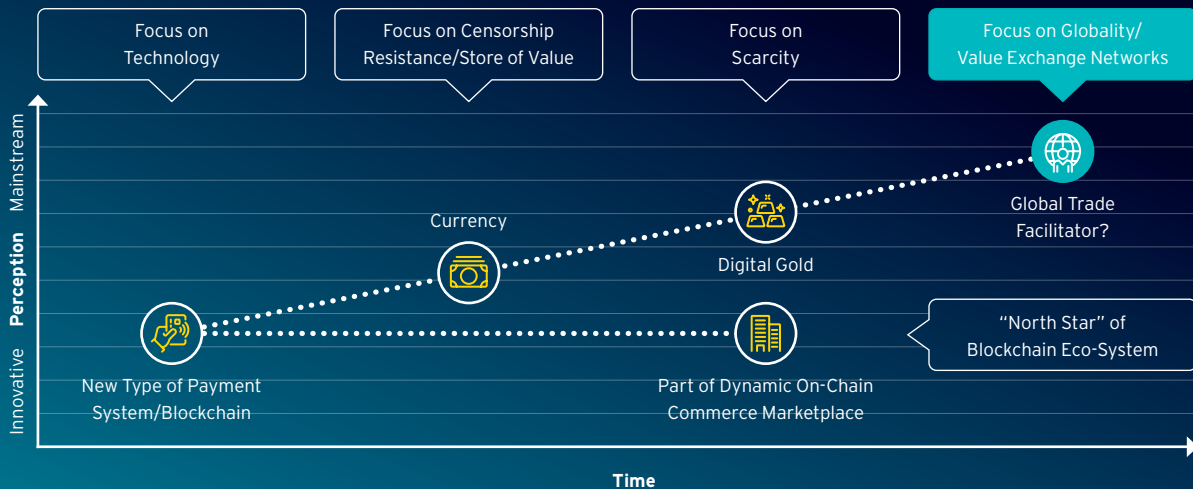 Focus on
Technology
Focus on Censorship
Resistance/Store of Value
Focus on
Scarcity
Focus on Globality/
Value Exchange Networks
Mainstream
Perception
Innovative
Currency
Digital Gold
Global Trade
Facilitator?
New Type of Payment
System/Blockchain
Part of Dynamic On-Chain
Commerce Marketplace
“North Star” of
Blockchain Eco-System
Time